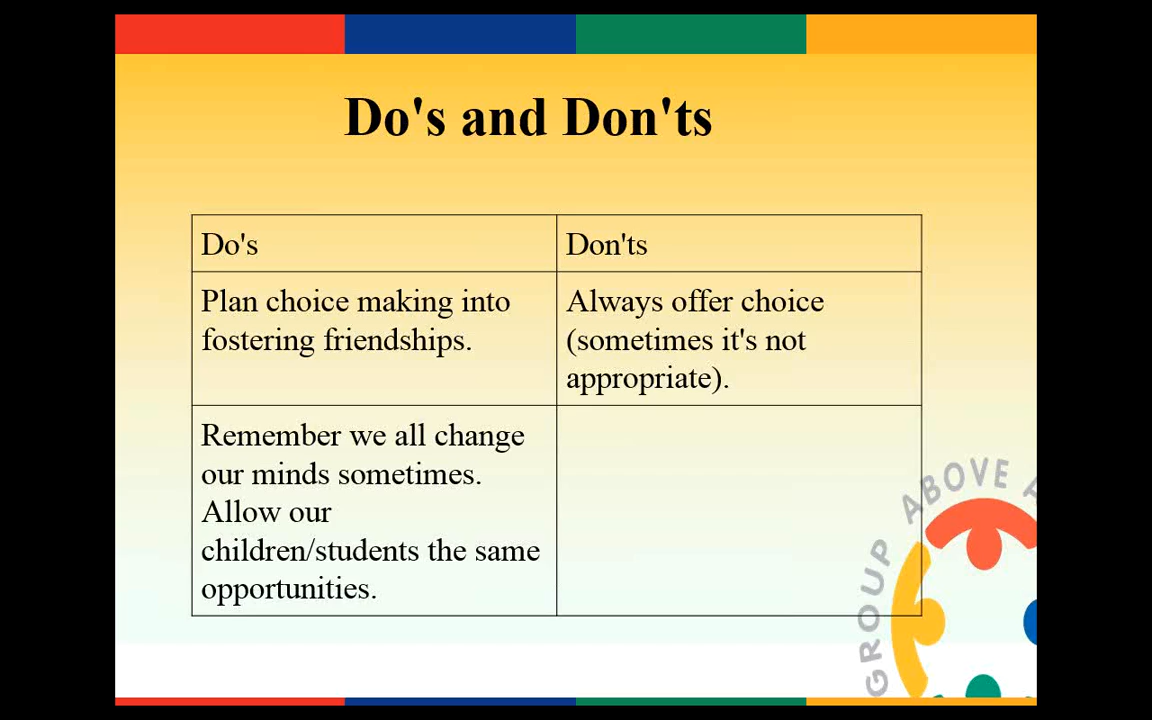 Do's and Don'ts
Do's
Don'ts
Plan choice making into
fostering friendships.
Always offer choice
(sometimes it's not
appropriate).
Remember we all change
our minds sometimes.
Allow our
children/students the same
opportunities.
GROUP ABOVE